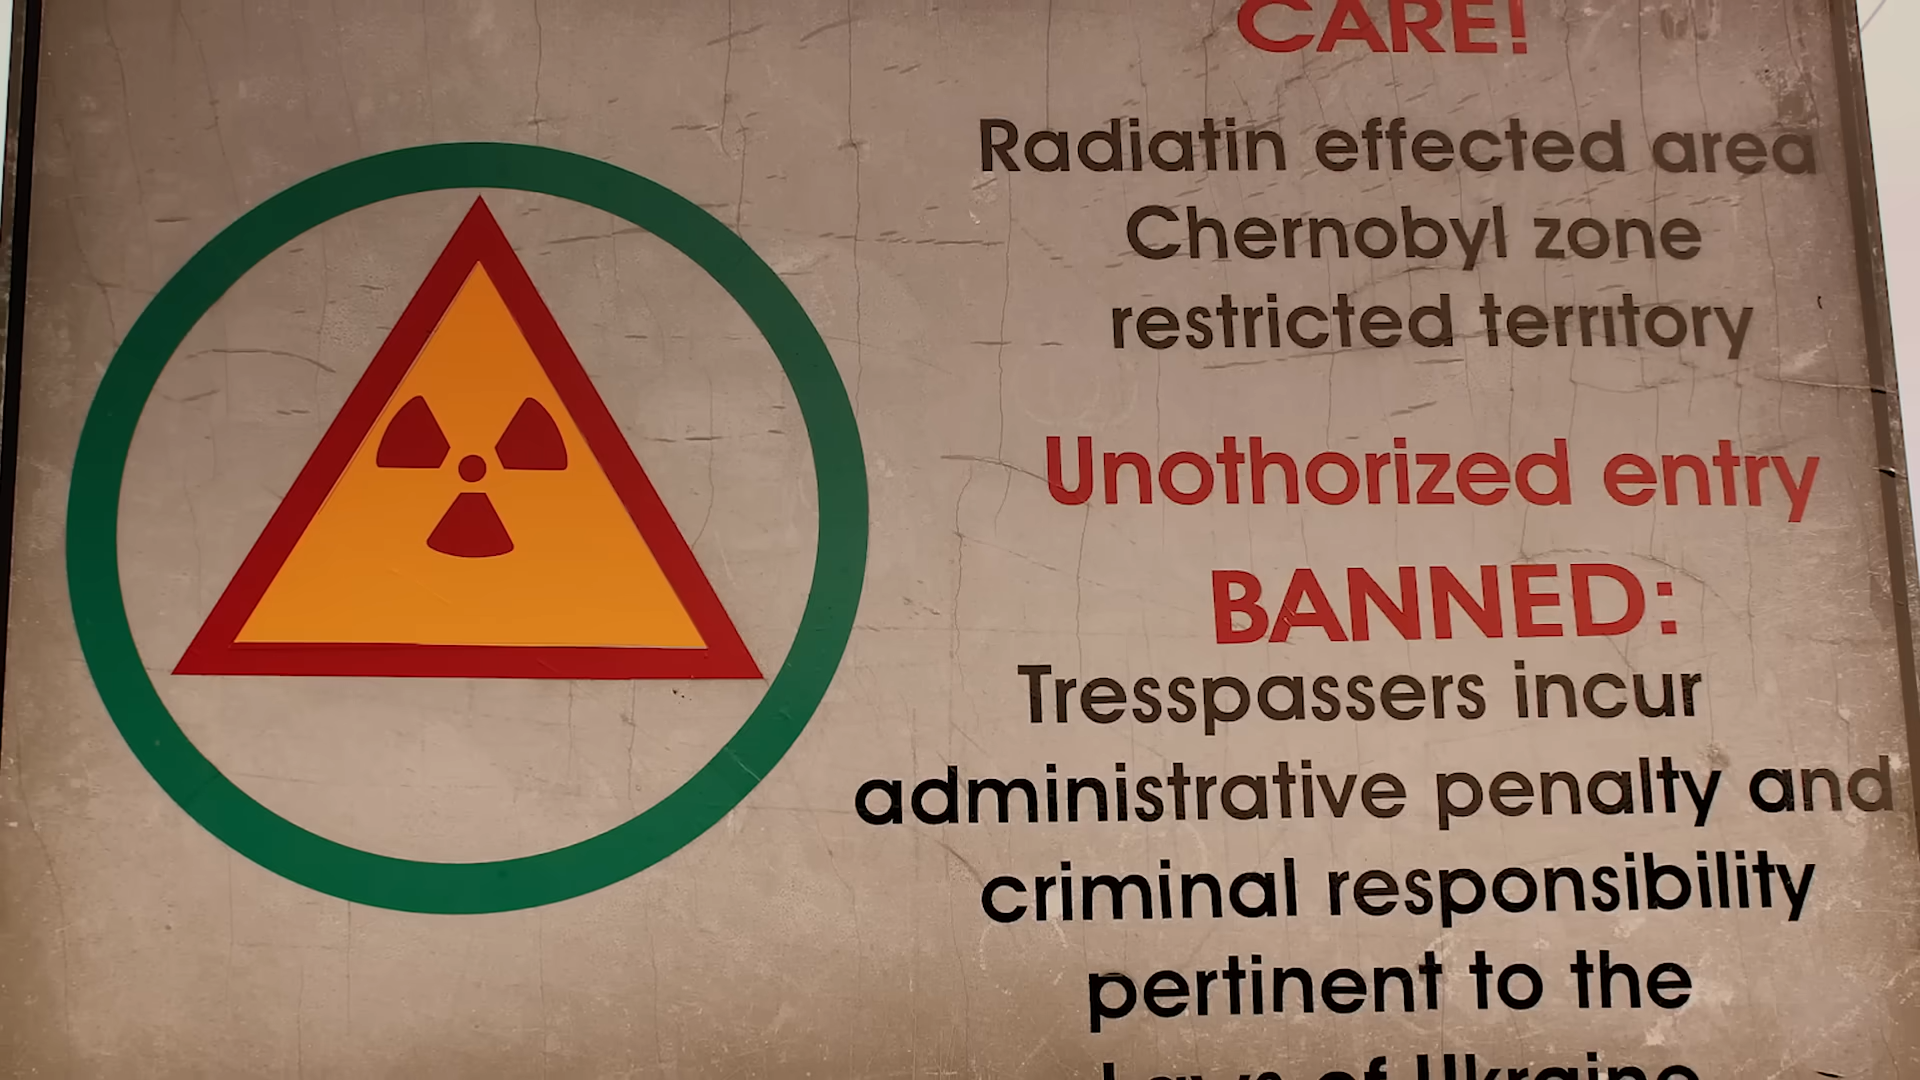 CARE!
Radiatin effected area
Chernobyl zone
restricted territory
Unothorized entry
BANNED:
Tresspassers incur
administrative penalty and
criminal responsibility
pertinent to the
Laws of Ukraine